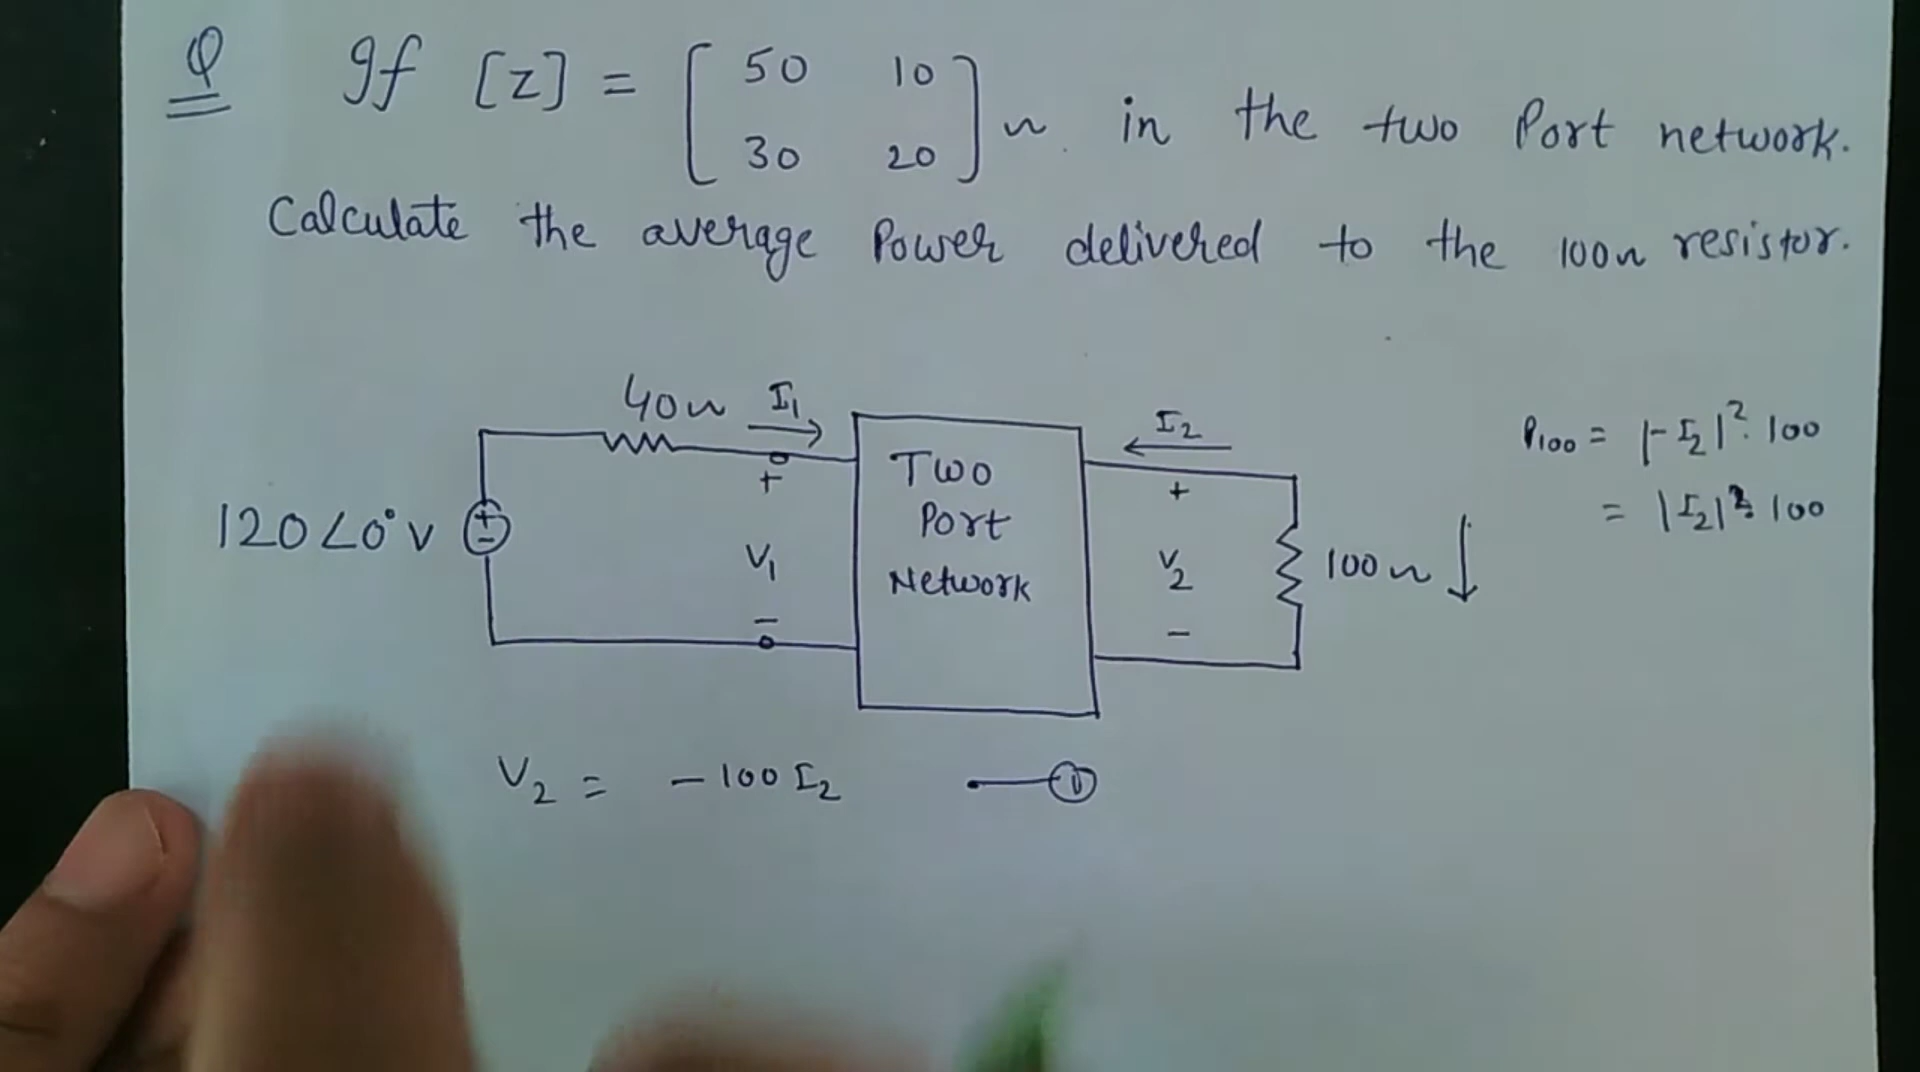 Q If [z] = [ 50 10
30 20 ] Ω in the two Port network.
Calculate the average Power delivered to the 100Ω resistor.
40Ω I1
I2
P100 = |-I2|². 100
= |I2|². 100
120∠0° V
+
-
+
V1
-
Two
Port
Network
+
V2
-
100Ω
V2 = - 100 I2 —①